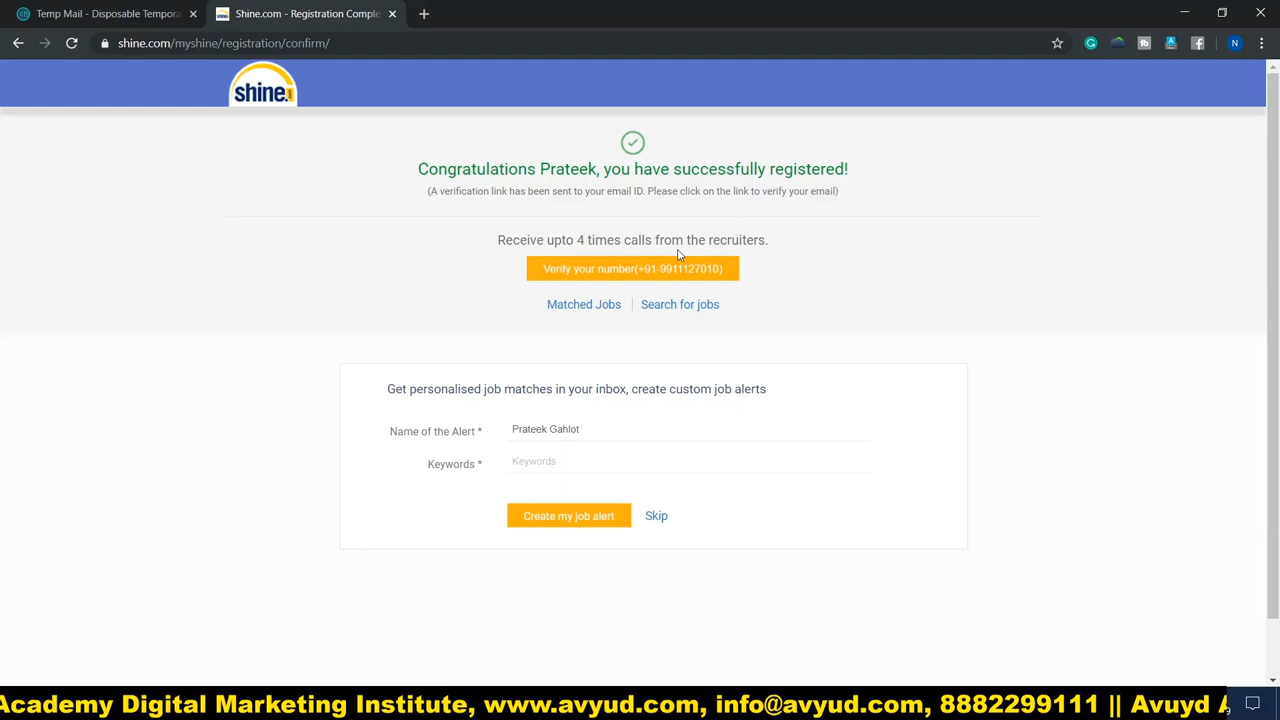 Temp Mail - Disposable Tempora
Shine.com - Registration Comple
shine.com/myshine/registration/confirm/
N
shine.com
Congratulations Prateek, you have successfully registered!
(A verification link has been sent to your email ID. Please click on the link to verify your email)
Receive upto 4 times calls from the recruiters.
Verify your number(+91-9911127010)
Matched Jobs | Search for jobs
Get personalised job matches in your inbox, create custom job alerts
Name of the Alert * Prateek Gahlot
Keywords * Keywords
Create my job alert Skip
Academy Digital Marketing Institute, www.avyud.com, info@avyud.com, 8882299111 || Avuyd A